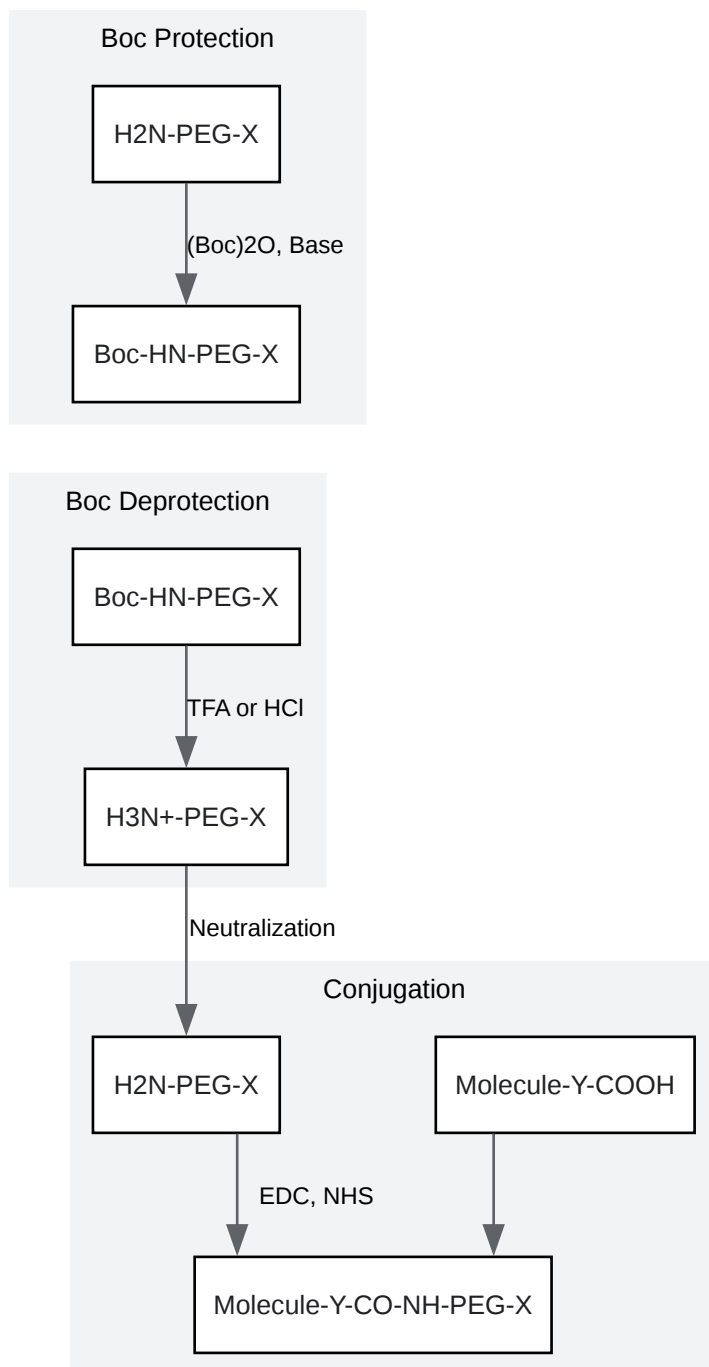 Boc Protection
H2N-PEG-X
(Boc)2O, Base
Boc-HN-PEG-X
Boc Deprotection
Boc-HN-PEG-X
TFA or HCl
H3N+-PEG-X
Neutralization
Conjugation
H2N-PEG-X
Molecule-Y-COOH
EDC, NHS
Molecule-Y-CO-NH-PEG-X